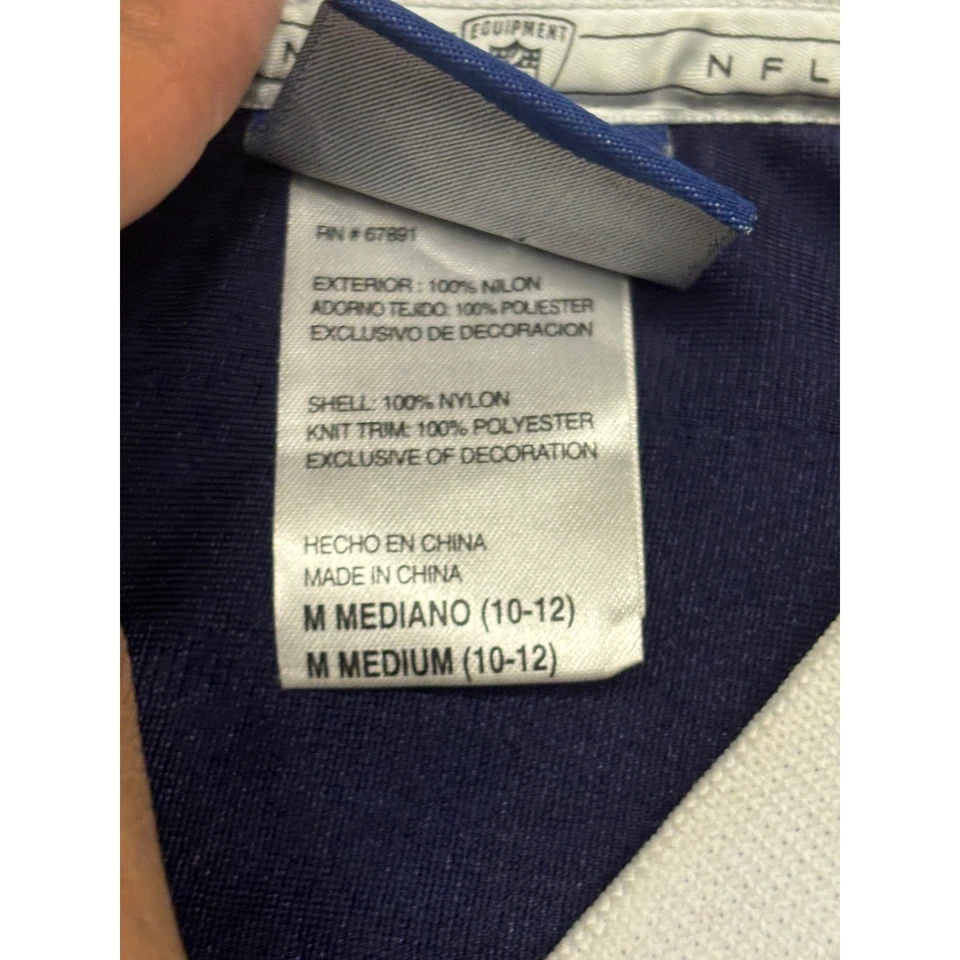 EQUIPMENT
NFL
RN # 67891
EXTERIOR : 100% NILON
ADORNO TEJIDO: 100% POLIESTER
EXCLUSIVO DE DECORACION
SHELL: 100% NYLON
KNIT TRIM: 100% POLYESTER
EXCLUSIVE OF DECORATION
HECHO EN CHINA
MADE IN CHINA
M MEDIANO (10-12)
M MEDIUM (10-12)